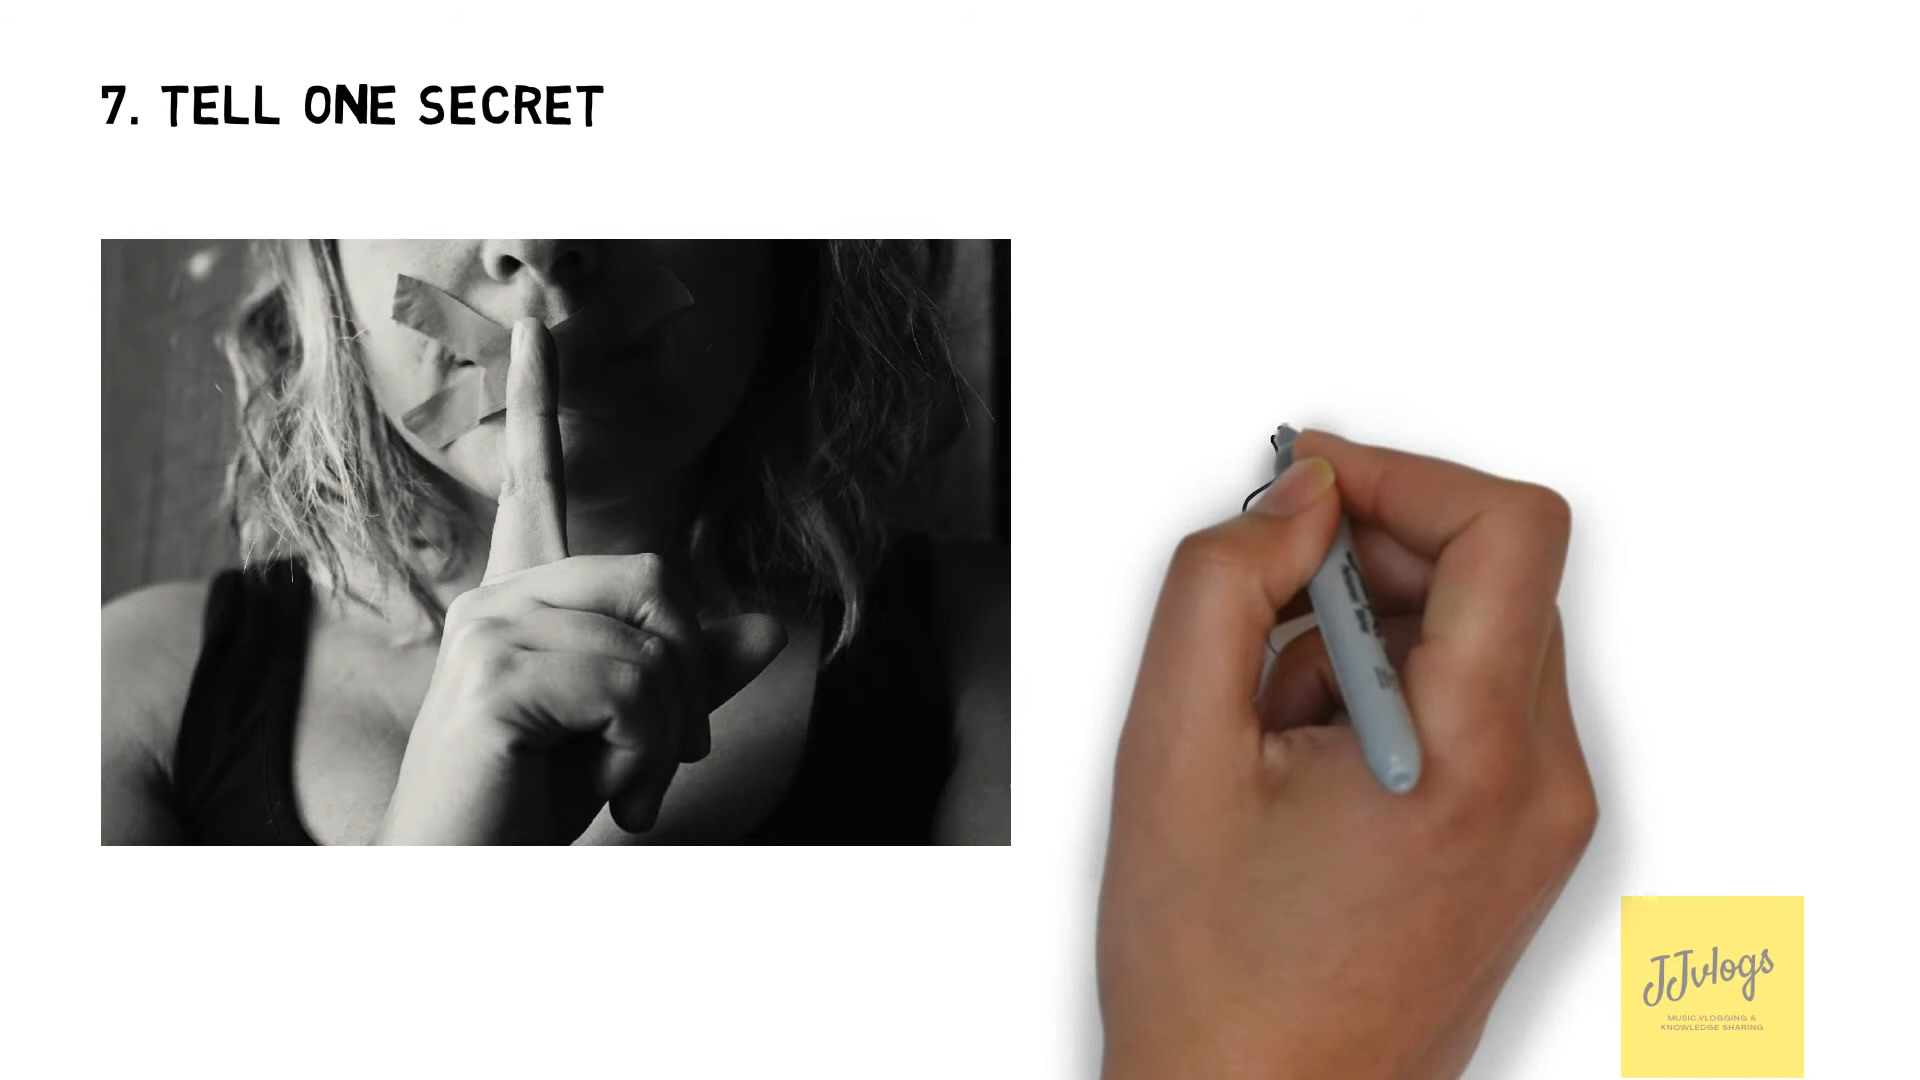 7. TELL ONE SECRET
JJvlogs
MUSIC.VLOGGING &
KNOWLEDGE SHARING